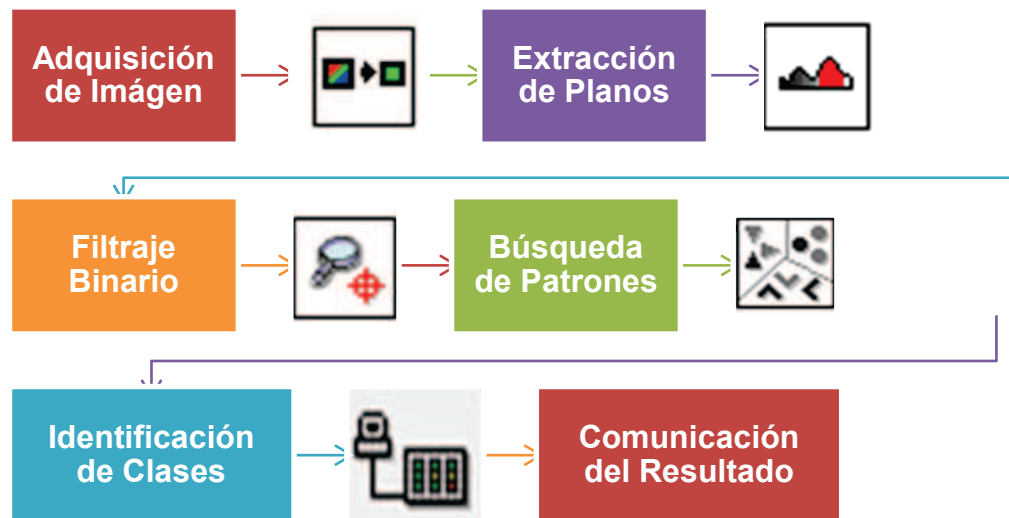 Adquisición
de Imágen
Extracción
de Planos
Filtraje
Binario
Búsqueda
de Patrones
Identificación
de Clases
Comunicación
del Resultado